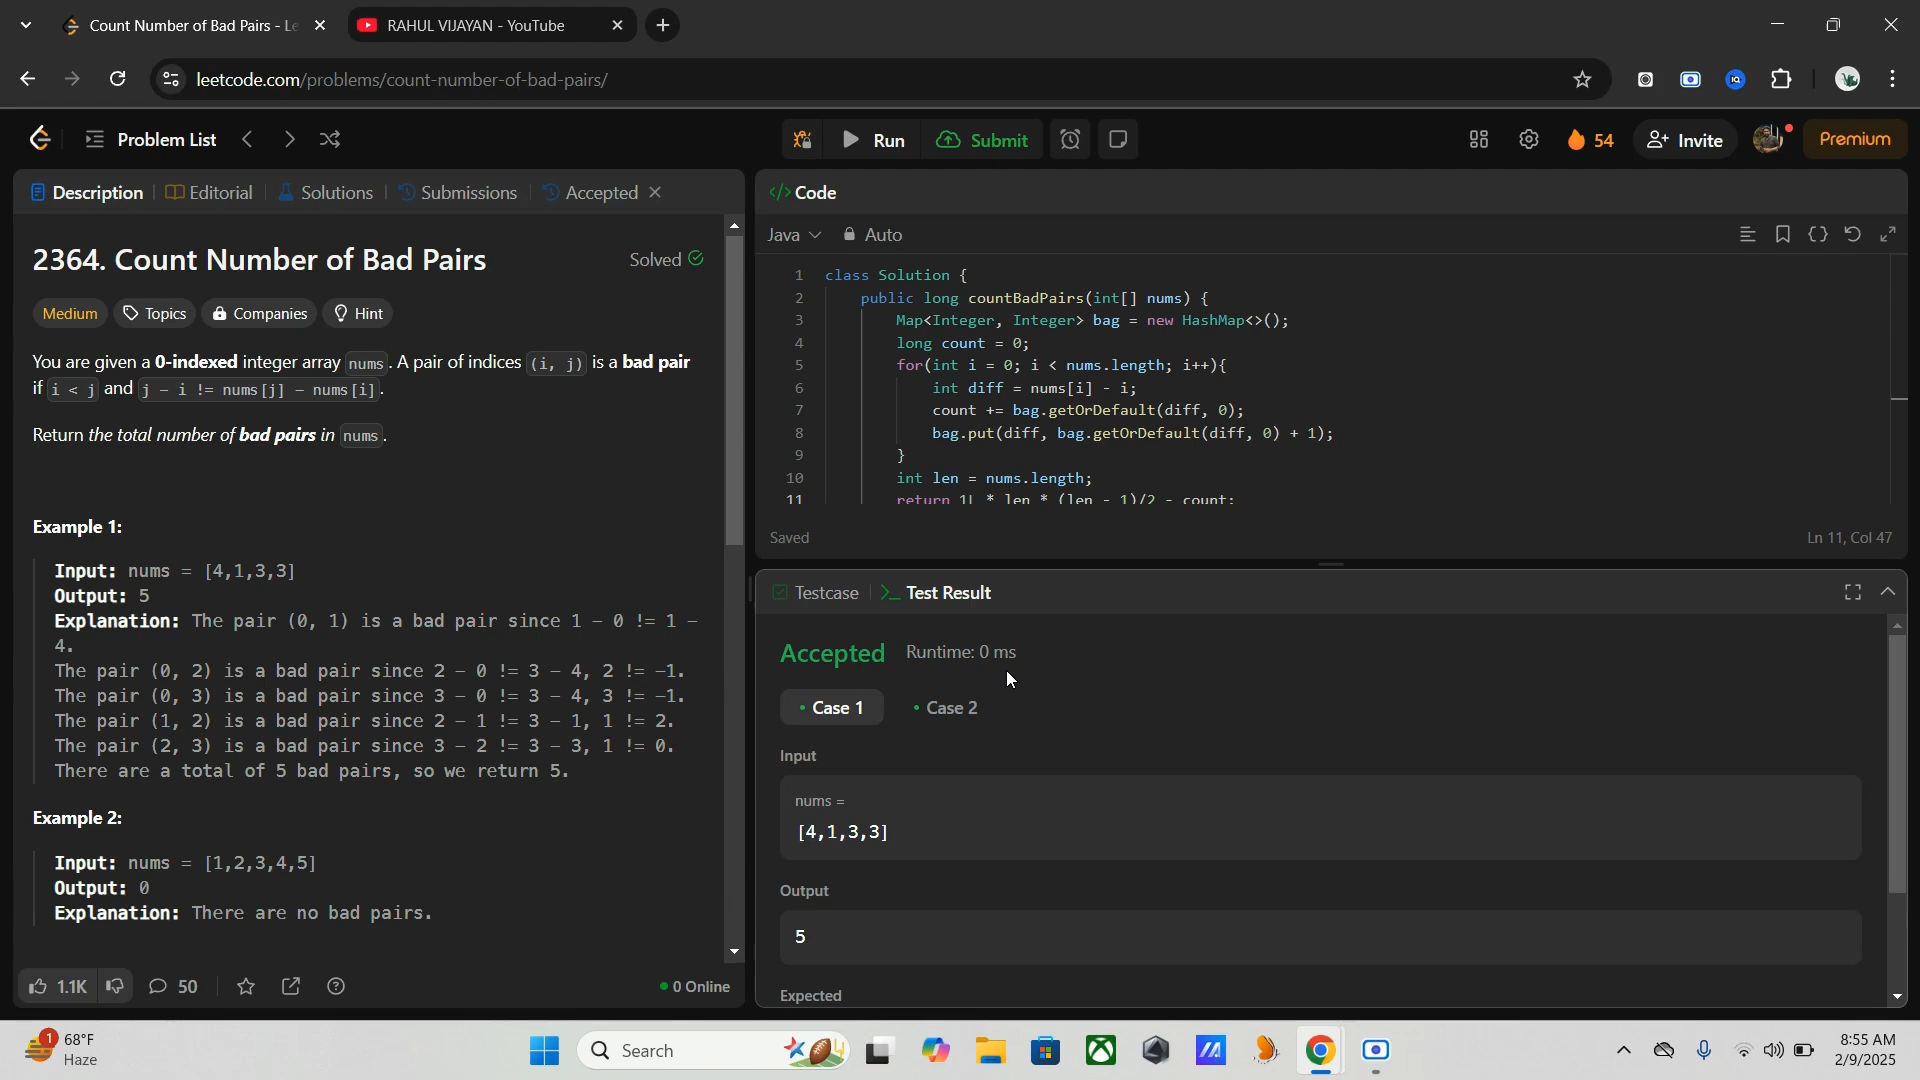 Count Number of Bad Pairs - Le
RAHUL VIJAYAN - YouTube
leetcode.com/problems/count-number-of-bad-pairs/
Problem List
Run
Submit
54
Invite
Premium
Description
Editorial
Solutions
Submissions
Accepted
2364. Count Number of Bad Pairs
Solved
Medium
Topics
Companies
Hint
You are given a 0-indexed integer array nums. A pair of indices (i, j) is a bad pair
if i < j and j - i != nums[j] - nums[i].
Return the total number of bad pairs in nums.
Example 1:
Input: nums = [4,1,3,3]
Output: 5
Explanation: The pair (0, 1) is a bad pair since 1 - 0 != 1 -
4.
The pair (0, 2) is a bad pair since 2 - 0 != 3 - 4, 2 != -1.
The pair (0, 3) is a bad pair since 3 - 0 != 3 - 4, 3 != -1.
The pair (1, 2) is a bad pair since 2 - 1 != 3 - 1, 1 != 2.
The pair (2, 3) is a bad pair since 3 - 2 != 3 - 3, 1 != 0.
There are a total of 5 bad pairs, so we return 5.
Example 2:
Input: nums = [1,2,3,4,5]
Output: 0
Explanation: There are no bad pairs.
1.1K
50
0 Online
</> Code
Java
Auto
1 class Solution {
2 public long countBadPairs(int[] nums) {
3 Map<Integer, Integer> bag = new HashMap<>();
4 long count = 0;
5 for(int i = 0; i < nums.length; i++){
6 int diff = nums[i] - i;
7 count += bag.getOrDefault(diff, 0);
8 bag.put(diff, bag.getOrDefault(diff, 0) + 1);
9 }
10 int len = nums.length;
11 return 1L * len * (len - 1)/2 - count;
Saved
Ln 11, Col 47
Testcase
Test Result
Accepted
Runtime: 0 ms
Case 1
Case 2
Input
nums =
[4,1,3,3]
Output
5
Expected
1
68°F
Haze
Search
8:55 AM
2/9/2025